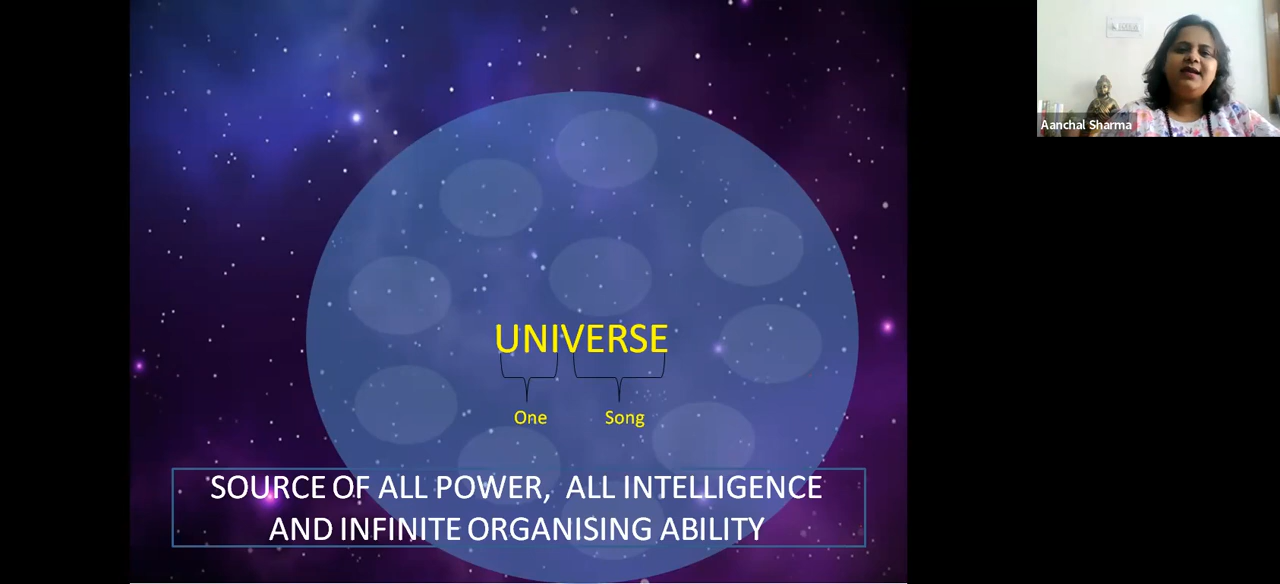 UNIVERSE
One Song
SOURCE OF ALL POWER, ALL INTELLIGENCE
AND INFINITE ORGANISING ABILITY
Aanchal Sharma